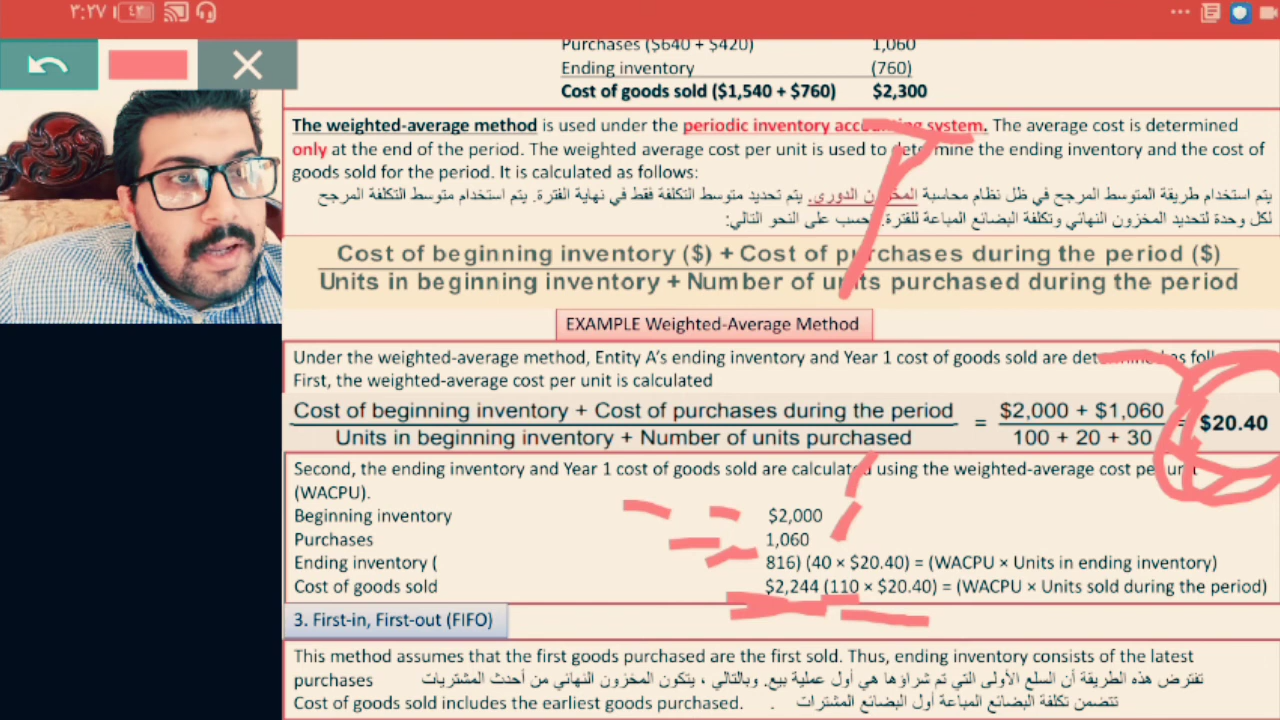 ٣:٢٧ ٤٣
Purchases ($640 + $420) 1,060
Ending inventory (760)
Cost of goods sold ($1,540 + $760) $2,300
The weighted-average method is used under the periodic inventory accounting system. The average cost is determined
only at the end of the period. The weighted average cost per unit is used to determine the ending inventory and the cost of
goods sold for the period. It is calculated as follows:
يتم استخدام طريقة المتوسط المرجح في ظل نظام محاسبة المخزون الدوري. يتم تحديد متوسط التكلفة فقط في نهاية الفترة. يتم استخدام متوسط التكلفة المرجح
لكل وحدة لتحديد المخزون النهائي وتكلفة البضائع المباعة للفترة. حسب على النحو التالي:
Cost of beginning inventory ($) + Cost of purchases during the period ($)
Units in beginning inventory + Number of units purchased during the period
EXAMPLE Weighted-Average Method
Under the weighted-average method, Entity A's ending inventory and Year 1 cost of goods sold are determined as foll
First, the weighted-average cost per unit is calculated
Cost of beginning inventory + Cost of purchases during the period = $2,000 + $1,060 = $20.40
Units in beginning inventory + Number of units purchased 100 + 20 + 30
Second, the ending inventory and Year 1 cost of goods sold are calculated using the weighted-average cost per unit
(WACPU).
Beginning inventory $2,000
Purchases 1,060
Ending inventory ( 816) (40 × $20.40) = (WACPU × Units in ending inventory)
Cost of goods sold $2,244 (110 × $20.40) = (WACPU × Units sold during the period)
3. First-in, First-out (FIFO)
This method assumes that the first goods purchased are the first sold. Thus, ending inventory consists of the latest
purchases تفترض هذه الطريقة أن السلع الأولى التي تم شراؤها هي أول عملية بيع. وبالتالي ، يتكون المخزون النهائي من أحدث المشتريات
Cost of goods sold includes the earliest goods purchased. . تتضمن تكلفة البضائع المباعة أول البضائع المشترات